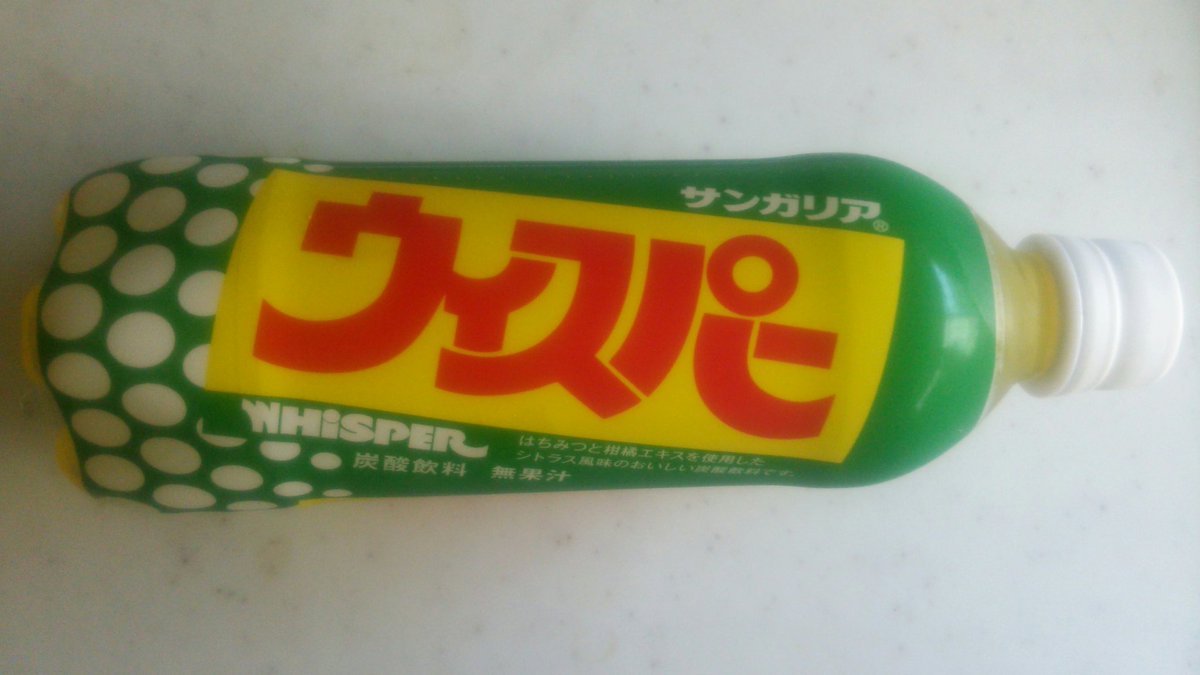 サンガリア®
ウィスパー
WHiSPER
はちみつと柑橘エキスを使用した
シトラス風味のおいしい炭酸飲料です。
炭酸飲料 無果汁